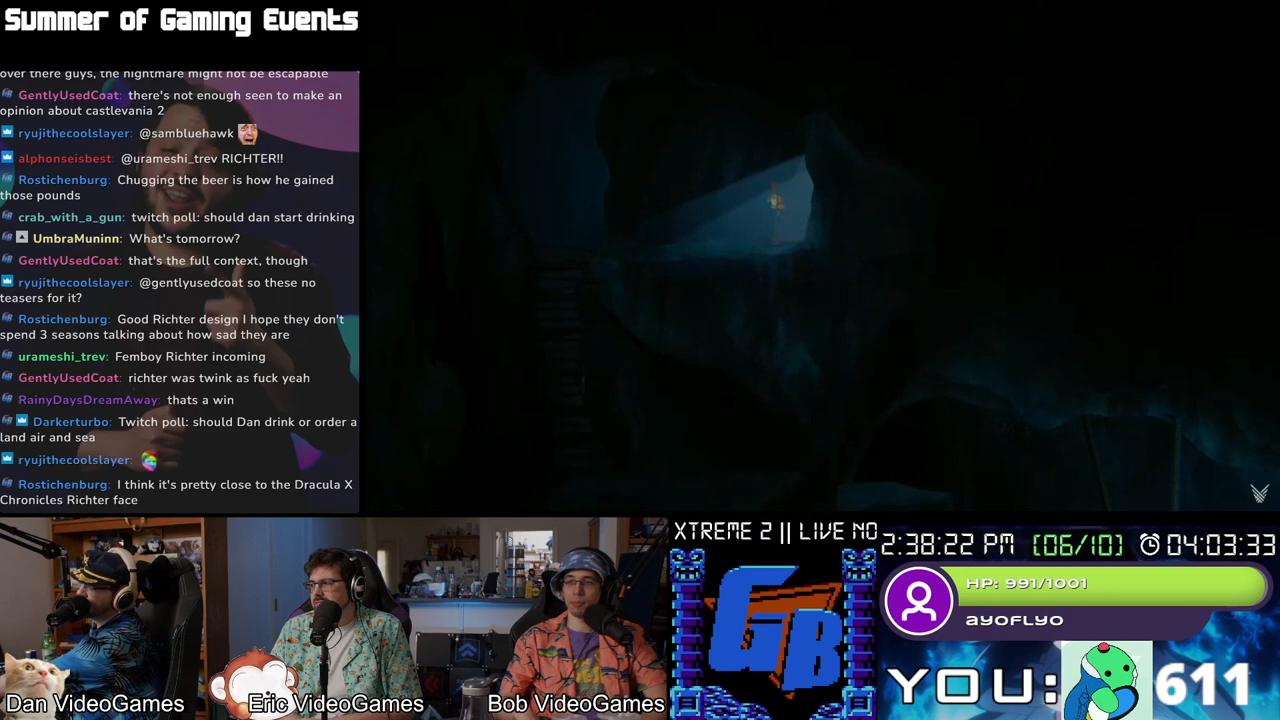 Summer of Gaming Events
over there guys, the nightmare might not be escapable
GentlyUsedCoat: there's not enough seen to make an
opinion about castlevania 2
ryujithecoolslayer: @sambluehawk
alphonseisbest: @urameshi_trev RICHTER!!
Rostichenburg: Chugging the beer is how he gained
those pounds
crab_with_a_gun: twitch poll: should dan start drinking
UmbraMuninn: What's tomorrow?
GentlyUsedCoat: that's the full context, though
ryujithecoolslayer: @gentlyusedcoat so these no
teasers for it?
Rostichenburg: Good Richter design I hope they don't
spend 3 seasons talking about how sad they are
urameshi_trev: Femboy Richter incoming
GentlyUsedCoat: richter was twink as fuck yeah
RainyDaysDreamAway: thats a win
Darkerturbo: Twitch poll: should Dan drink or order a
land air and sea
ryujithecoolslayer:
Rostichenburg: I think it's pretty close to the Dracula X
Chronicles Richter face
Dan VideoGames
Eric VideoGames
Bob VideoGames
XTREME 2 || LIVE NO
GB
2:38:22 PM [06/10] 04:03:33
HP: 991/1001
AYOFLYO
YOU: 611